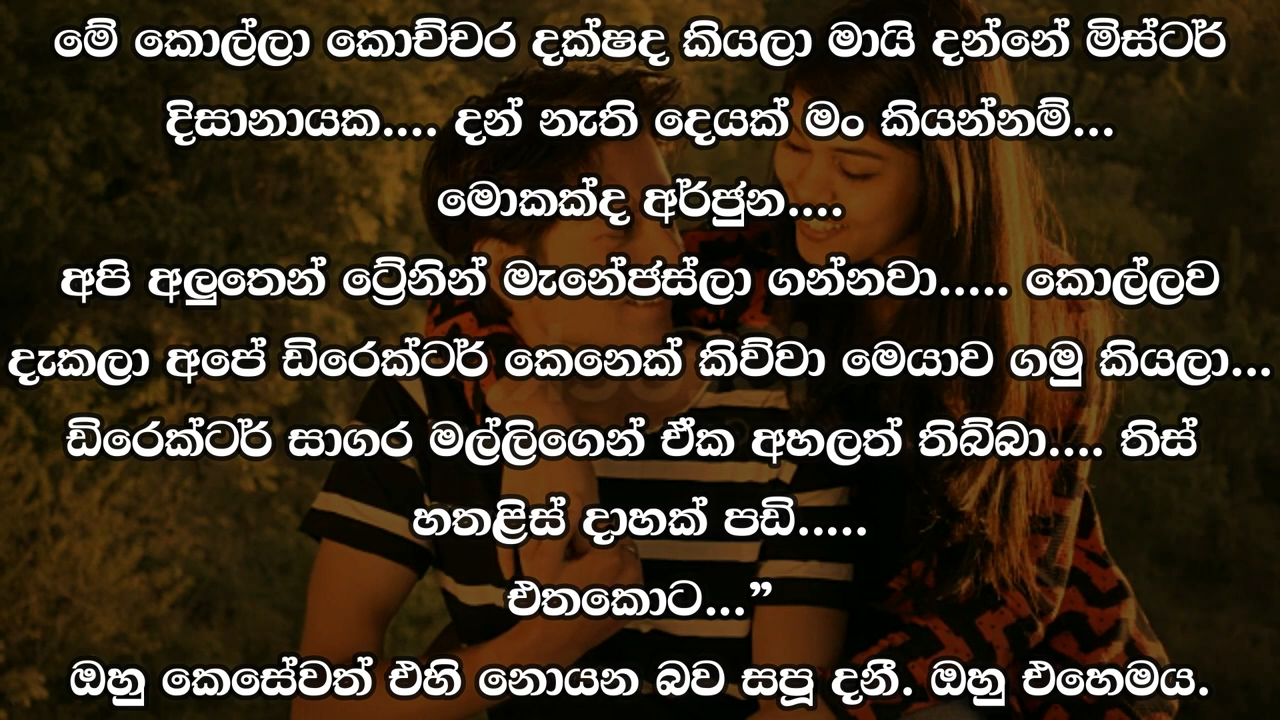 මේ කොල්ලා කොච්චර දක්ෂද කියලා මායි දන්නේ මිස්ටර්
දිසානායක.... දන් නැති දෙයක් මං කියන්නම්...
මොකක්ද අර්ජුන....
අපි අලුතෙන් ට්‍රේනින් මැනේජස්ලා ගන්නවා..... කොල්ලව
දැකලා අපේ ඩිරෙක්ටර් කෙනෙක් කිව්වා මෙයාව ගමු කියලා...
ඩිරෙක්ටර් සාගර මල්ලිගෙන් ඒක අහලත් තිබ්බා.... තිස්
හතළිස් දාහක් පඩි.....
එතකොට...”
ඔහු කෙසේවත් එහි නොයන බව සපූ දනී. ඔහු එහෙමය.